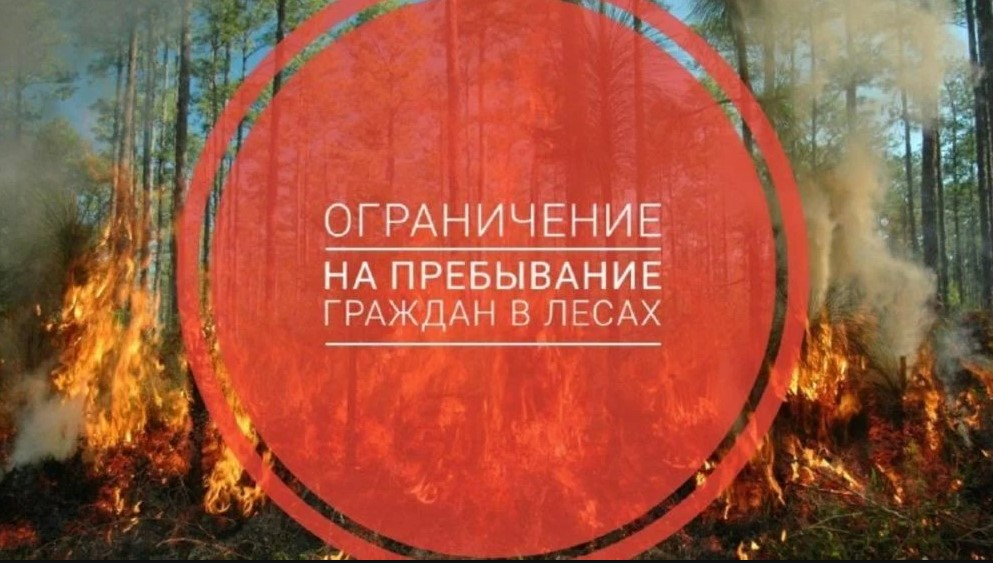 ОГРАНИЧЕНИЕ
НА ПРЕБЫВАНИЕ
ГРАЖДАН В ЛЕСАХ